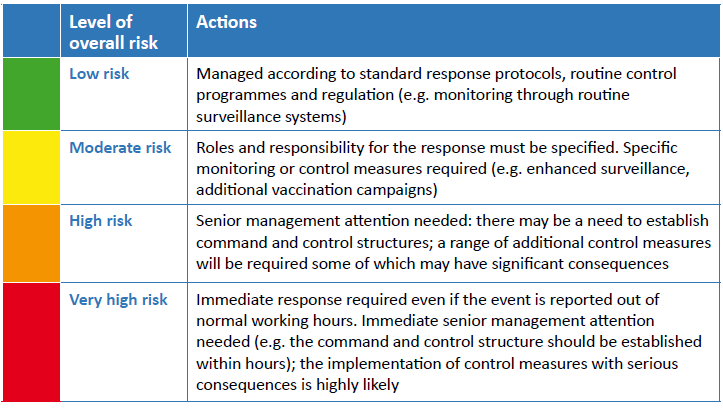 Level of overall risk
Actions
Low risk
Managed according to standard response protocols, routine control
programmes and regulation (e.g. monitoring through routine
surveillance systems)
Moderate risk
Roles and responsibility for the response must be specified. Specific
monitoring or control measures required (e.g. enhanced surveillance,
additional vaccination campaigns)
High risk
Senior management attention needed: there may be a need to establish
command and control structures; a range of additional control measures
will be required some of which may have significant consequences
Very high risk
Immediate response required even if the event is reported out of
normal working hours. Immediate senior management attention
needed (e.g. the command and control structure should be established
within hours); the implementation of control measures with serious
consequences is highly likely